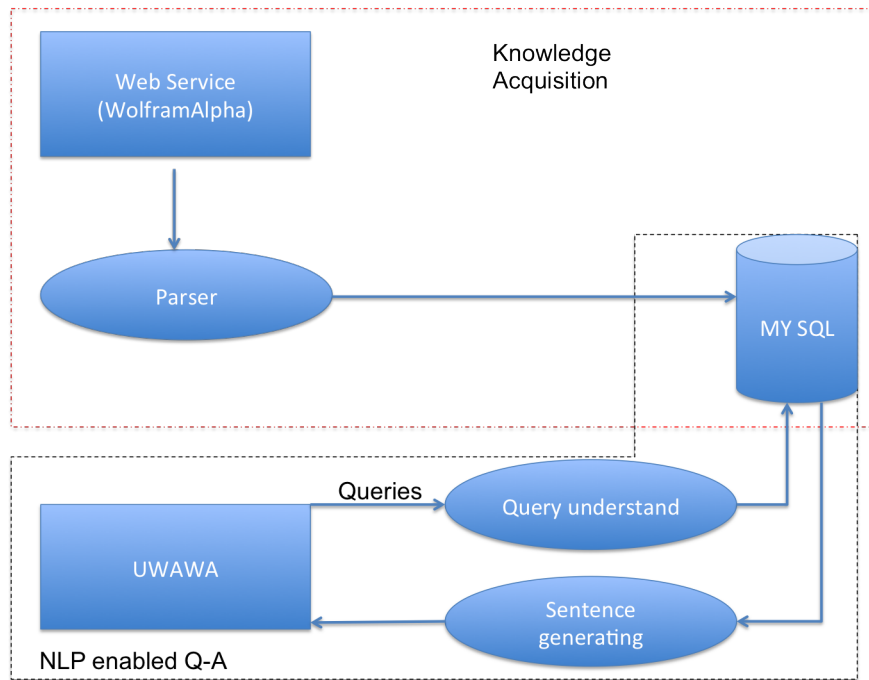 Knowledge
Acquisition
Web Service
(WolframAlpha)
Parser
MY SQL
Queries
Query understand
UWAWA
Sentence
generating
NLP enabled Q-A